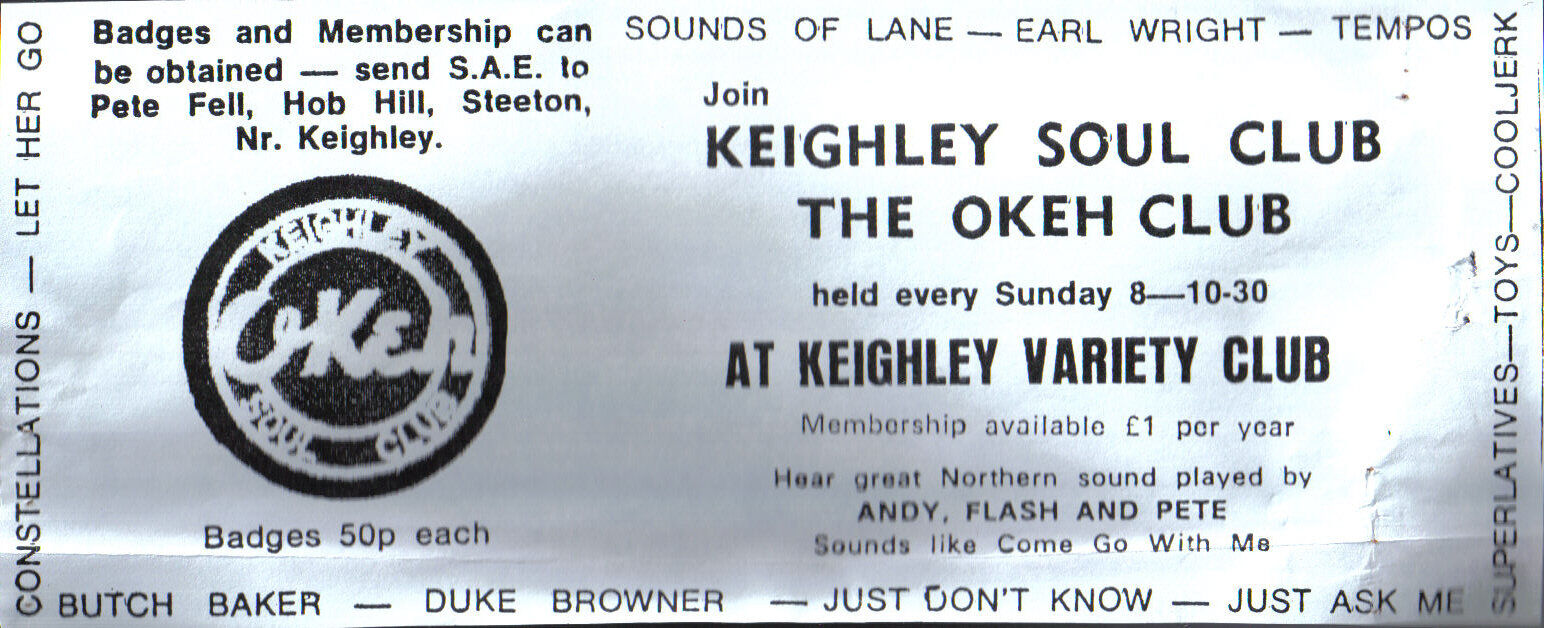 CONSTELLATIONS — LET HER GO
Badges and Membership can
be obtained — send S.A.E. to
Pete Fell, Hob Hill, Steeton,
Nr. Keighley.
KEIGHLEY
OKeh
SOUL CLUB
Badges 50p each
SOUNDS OF LANE — EARL WRIGHT — TEMPOS
Join
KEIGHLEY SOUL CLUB
THE OKEH CLUB
held every Sunday 8—10-30
AT KEIGHLEY VARIETY CLUB
Membership available £1 per year
Hear great Northern sound played by
ANDY, FLASH AND PETE
Sounds like Come Go With Me
SUPERLATIVES—TOYS—COOLJERK
BUTCH BAKER — DUKE BROWNER — JUST DON'T KNOW — JUST ASK ME